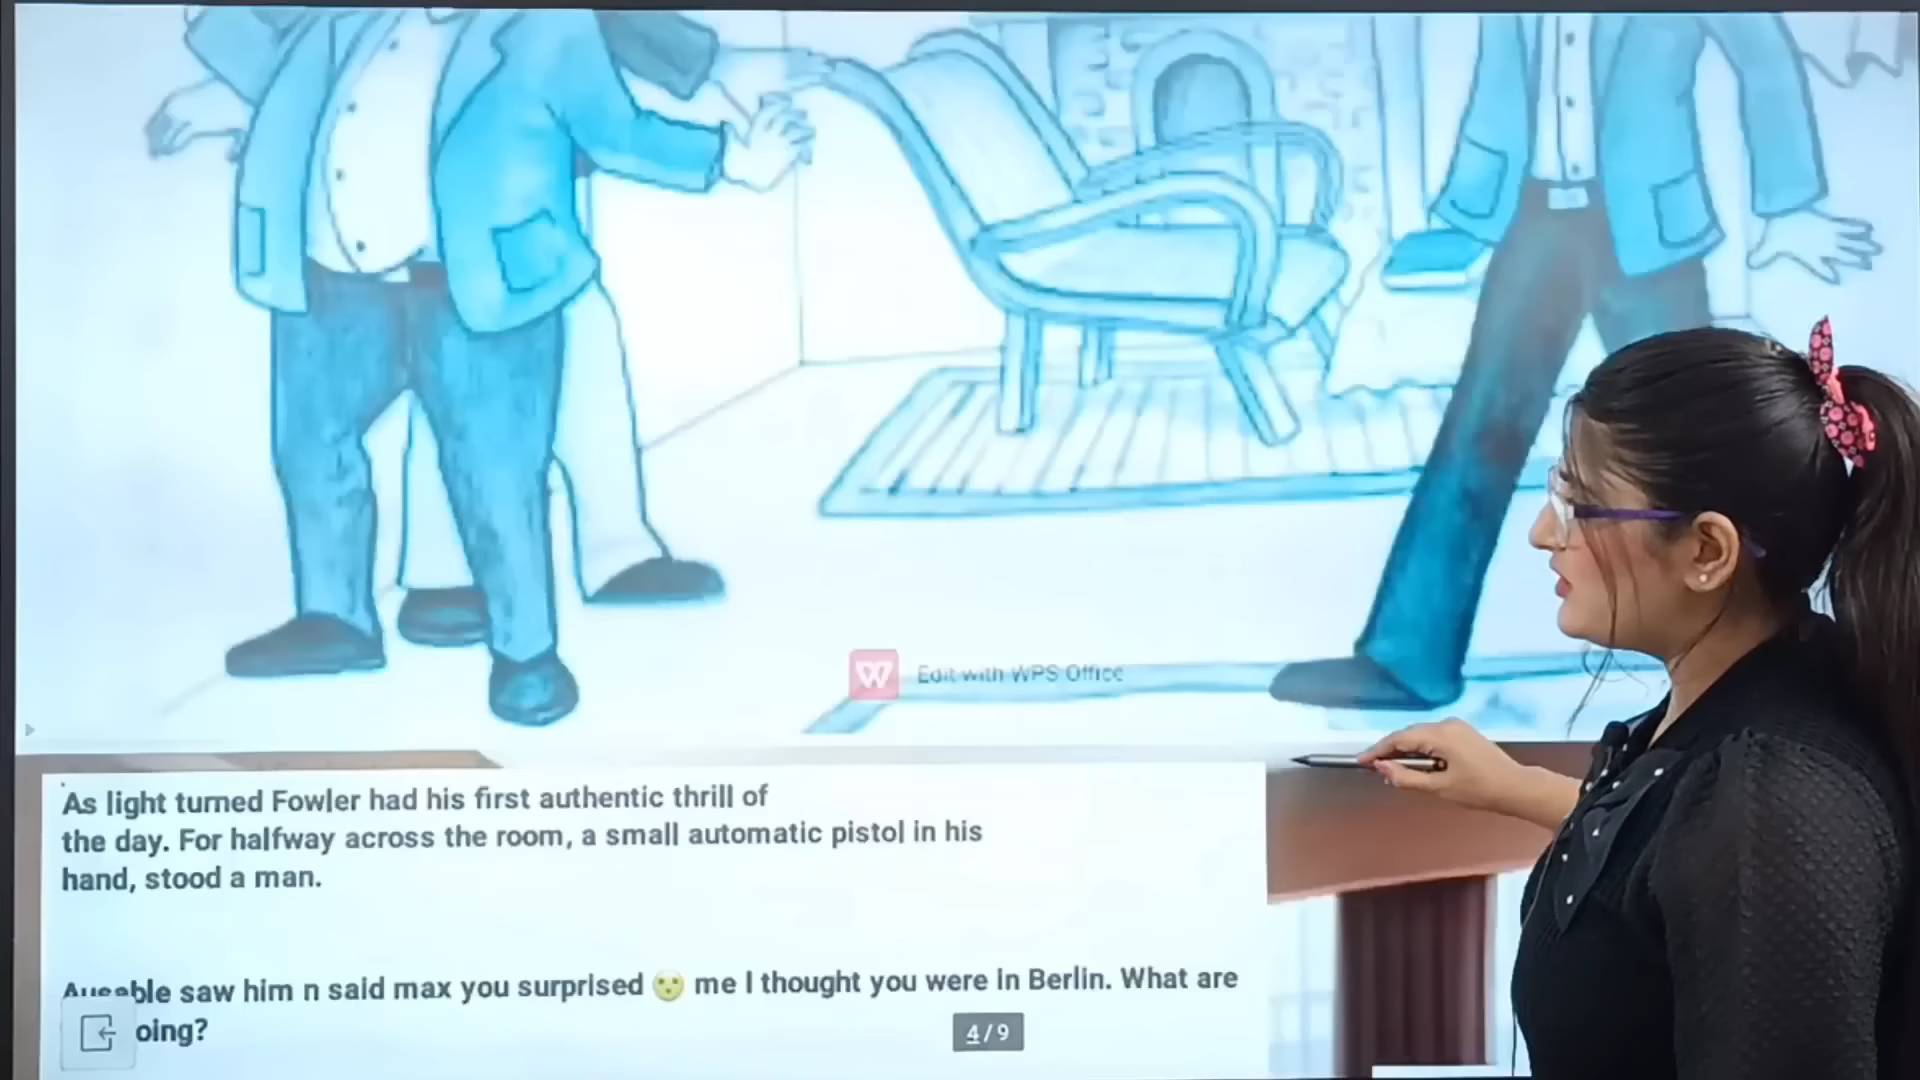 Edit with WPS Office
As light turned Fowler had his first authentic thrill of
the day. For halfway across the room, a small automatic pistol in his
hand, stood a man.
Auseble saw him n said max you surprised 😲 me I thought you were in Berlin. What are
oing?
4/9